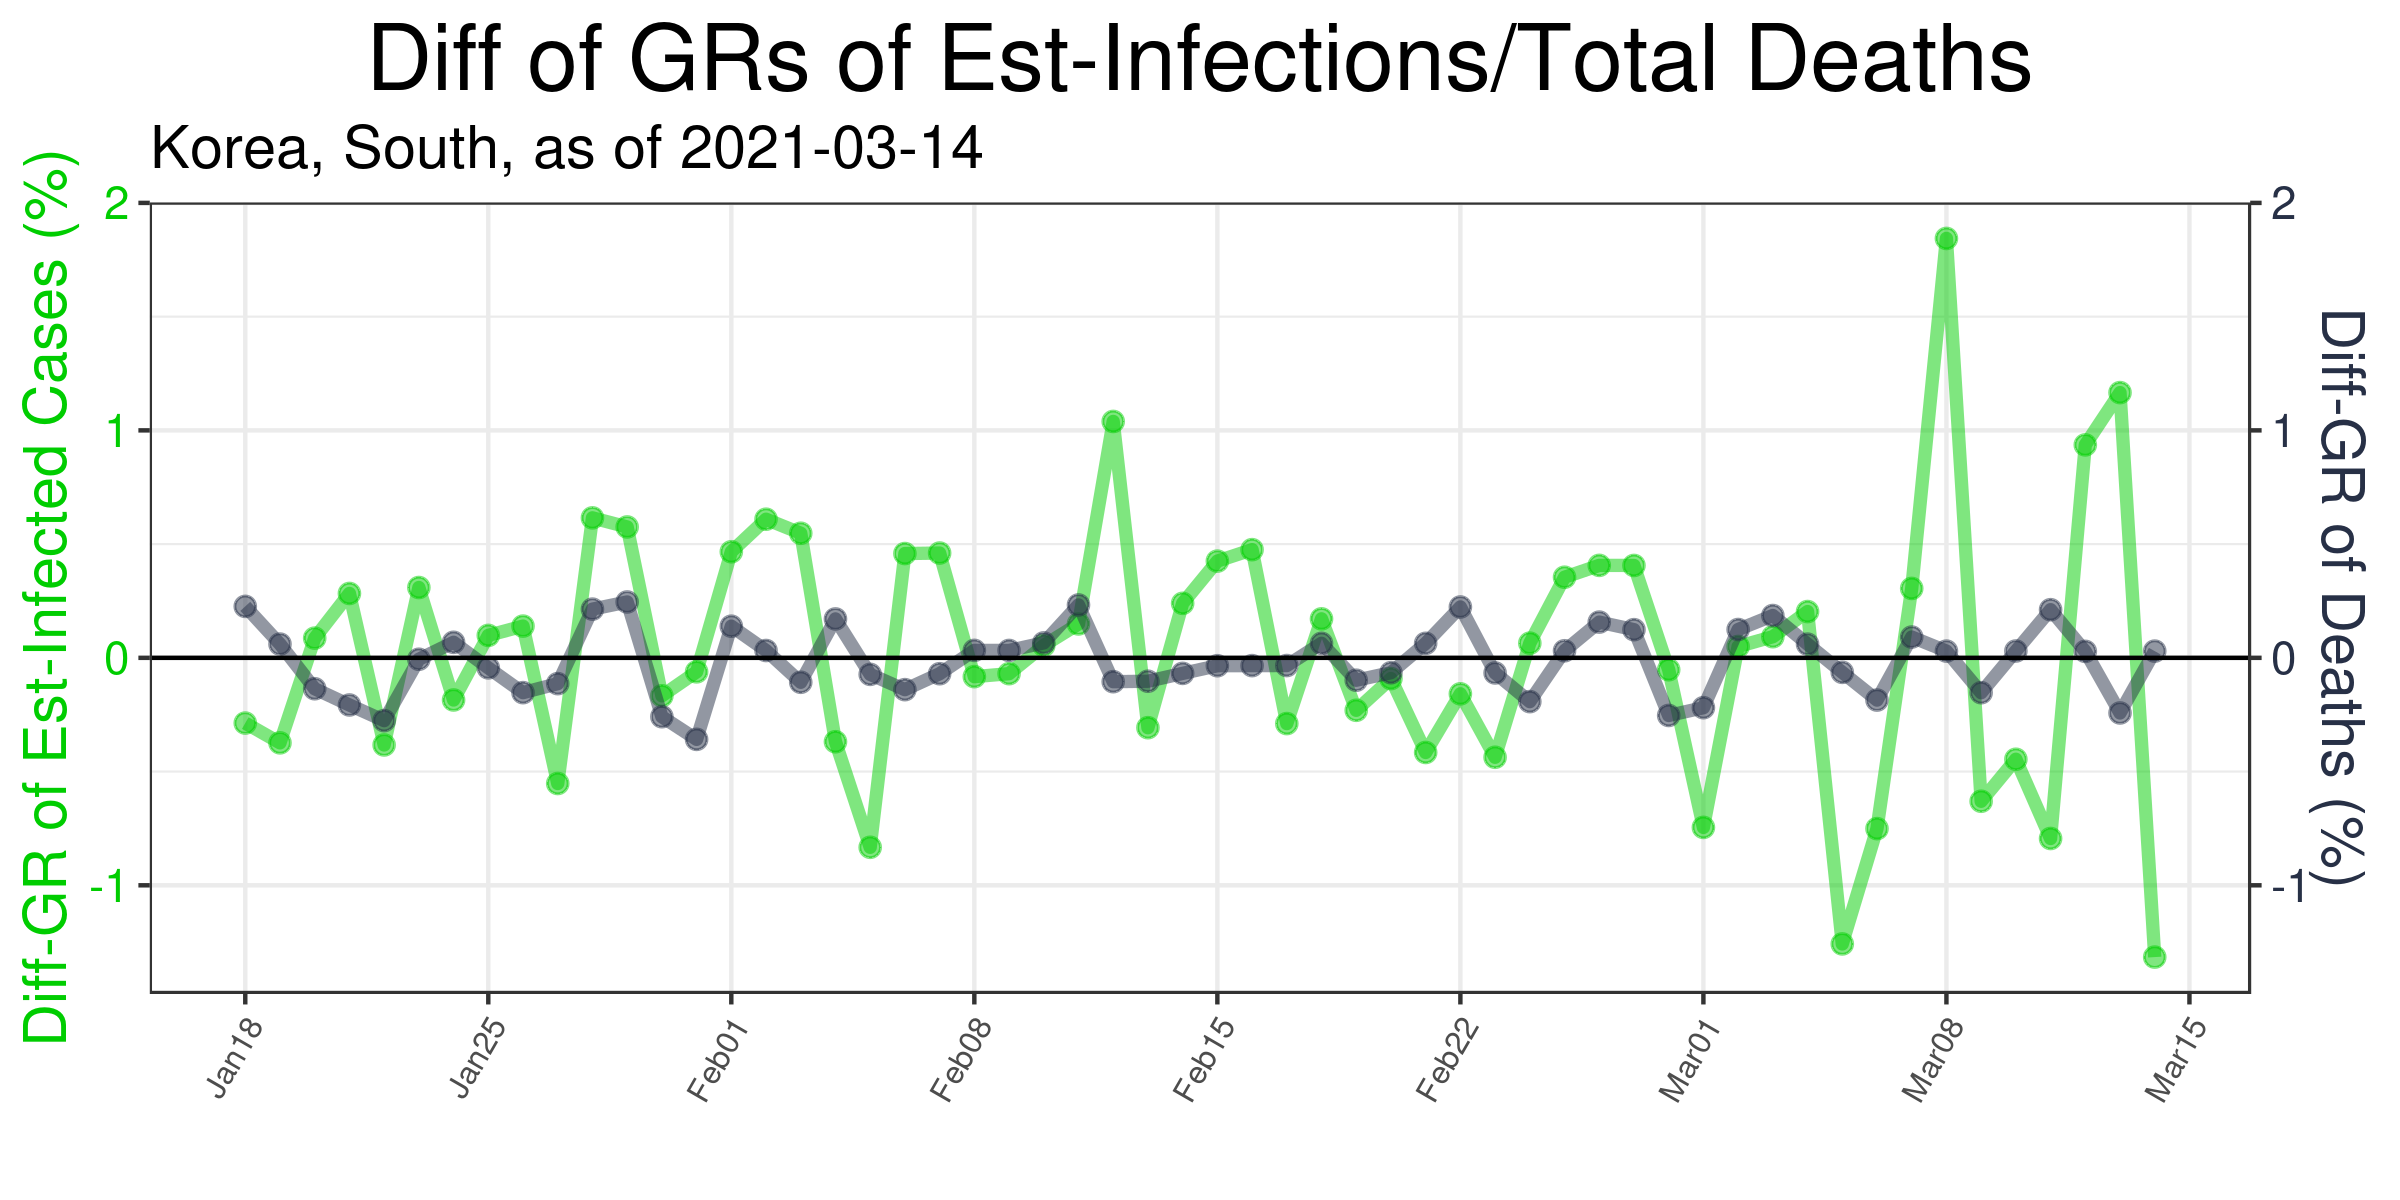 Diff of GRs of Est-Infections/Total Deaths
Korea, South, as of 2021-03-14
Diff-GR of Est-Infected Cases (%)
2
1
0
-1
2
1
0
-1
Diff-GR of Deaths (%)
Jan18
Jan25
Feb01
Feb08
Feb15
Feb22
Mar01
Mar08
Mar15